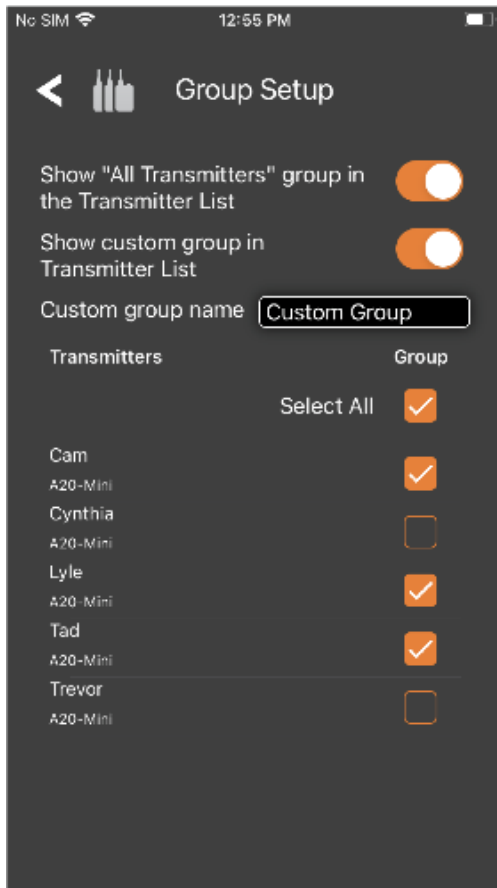 No SIM 12:55 PM
Group Setup
Show "All Transmitters" group in
the Transmitter List
Show custom group in
Transmitter List
Custom group name Custom Group
Transmitters Group
Select All
Cam
A20-Mini
Cynthia
A20-Mini
Lyle
A20-Mini
Tad
A20-Mini
Trevor
A20-Mini